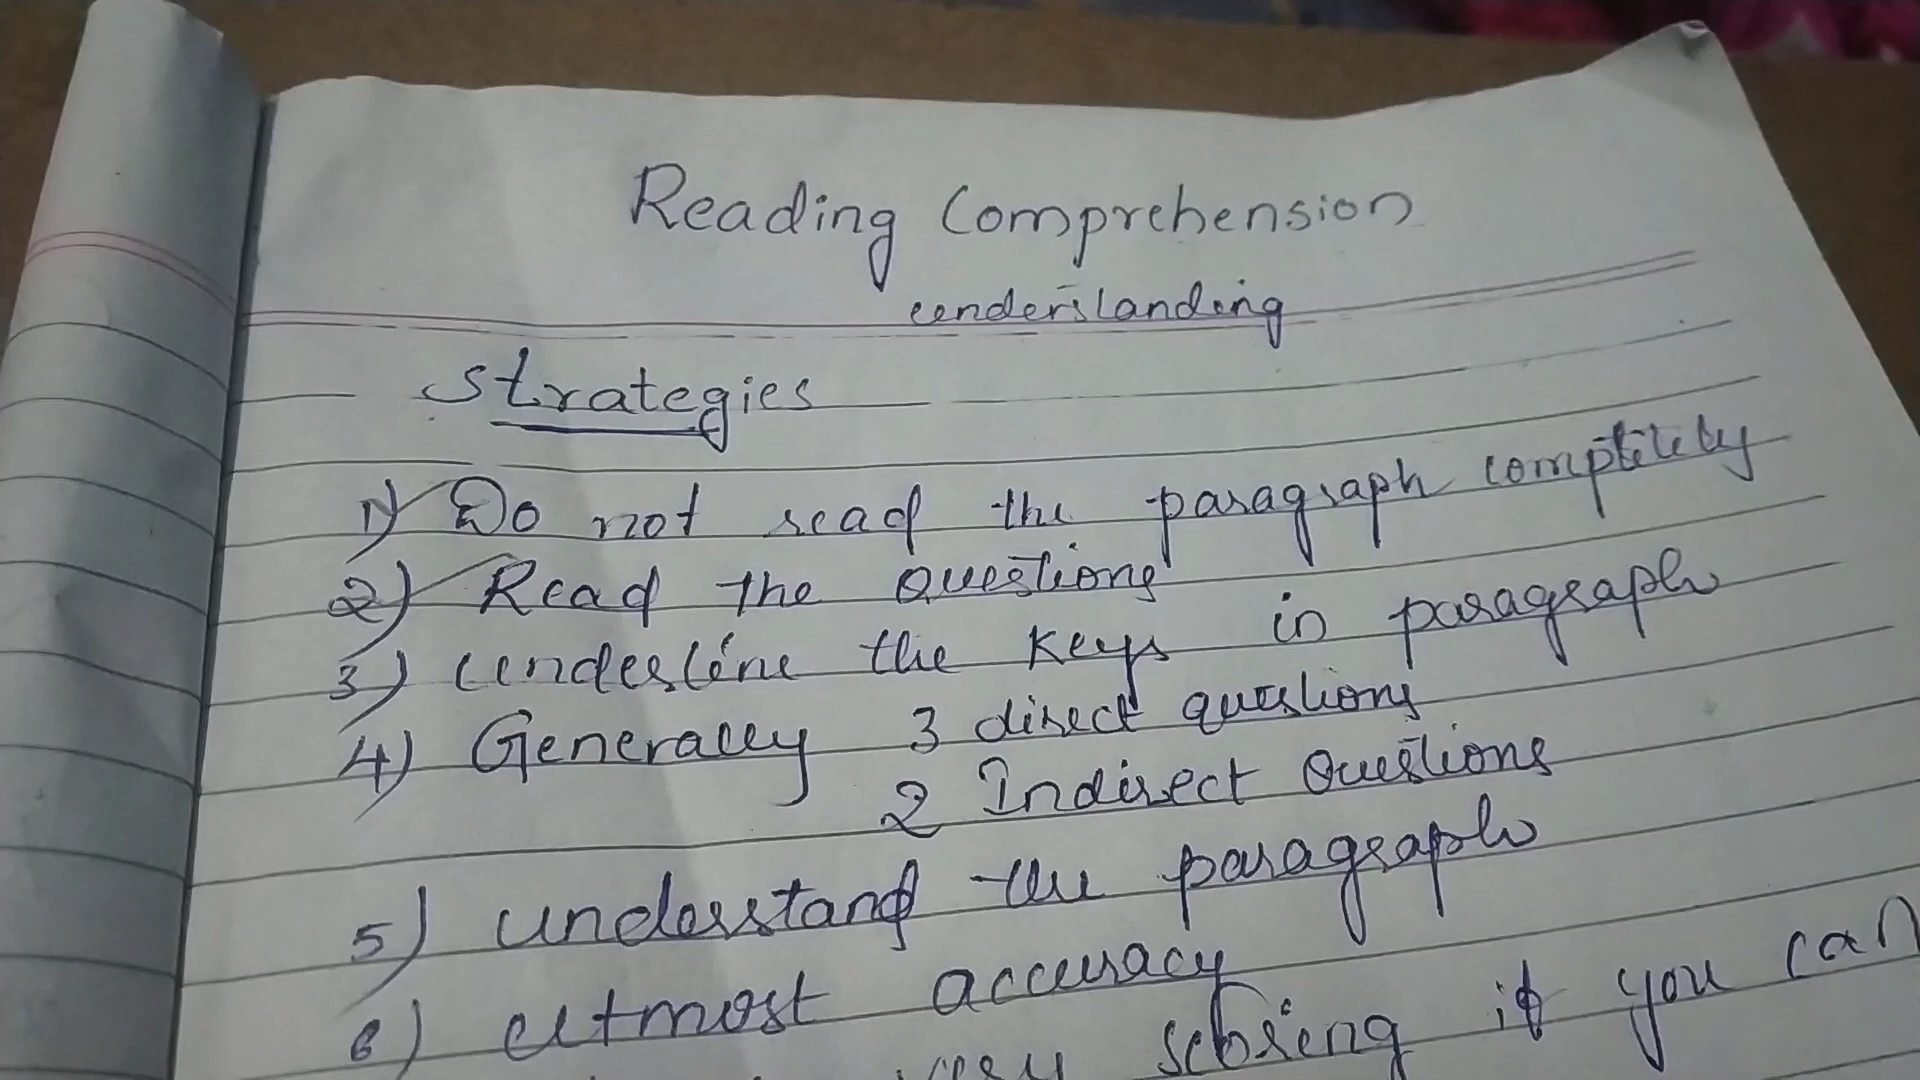 Reading Comprehension
understanding
Strategies
1) Do not read the paragraph completely
2) Read the Questions
3) underline the keys in paragraph
4) Generally 3 direct questions
2 Indirect Questions
5) understand the paragraph
6) utmost accuracy
very scoring if you can